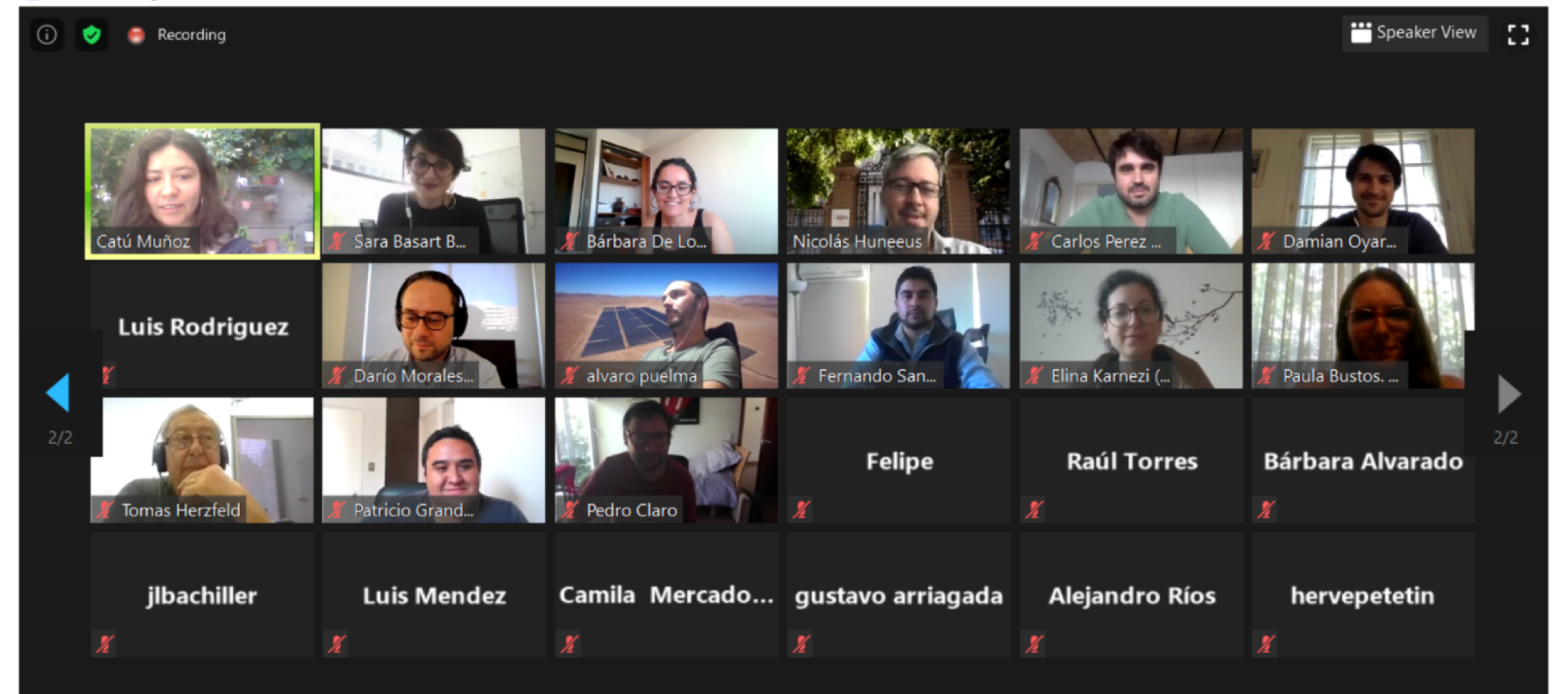 Recording
Speaker View
Catú Muñoz
Sara Basart B...
Bárbara De Lo...
Nicolás Huneeus
Carlos Perez ...
Damian Oyar...
Luis Rodriguez
Darío Morales...
alvaro puelma
Fernando San...
Elina Karnezi (...
Paula Bustos. ...
2/2
2/2
Tomas Herzfeld
Patricio Grand...
Pedro Claro
Felipe
Raúl Torres
Bárbara Alvarado
jlbachiller
Luis Mendez
Camila Mercado...
gustavo arriagada
Alejandro Ríos
hervepetetin